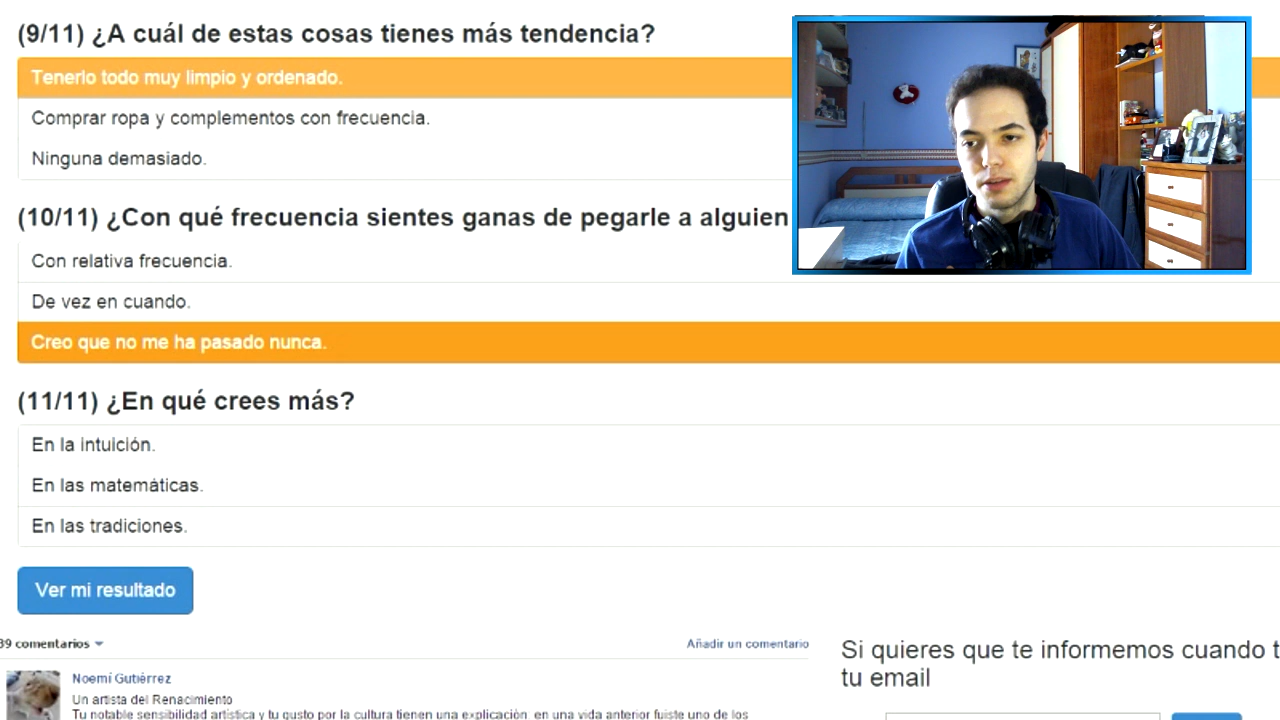 (9/11) ¿A cuál de estas cosas tienes más tendencia?
Tenerlo todo muy limpio y ordenado.
Comprar ropa y complementos con frecuencia.
Ninguna demasiado.
(10/11) ¿Con qué frecuencia sientes ganas de pegarle a alguien
Con relativa frecuencia.
De vez en cuando.
Creo que no me ha pasado nunca.
(11/11) ¿En qué crees más?
En la intuición.
En las matemáticas.
En las tradiciones.
Ver mi resultado
39 comentarios
Añadir un comentario
Si quieres que te informemos cuando t
tu email
Noemí Gutiérrez
Un artista del Renacimiento
Tu notable sensibilidad artística y tu gusto por la cultura tienen una explicación, en una vida anterior fuiste uno de los